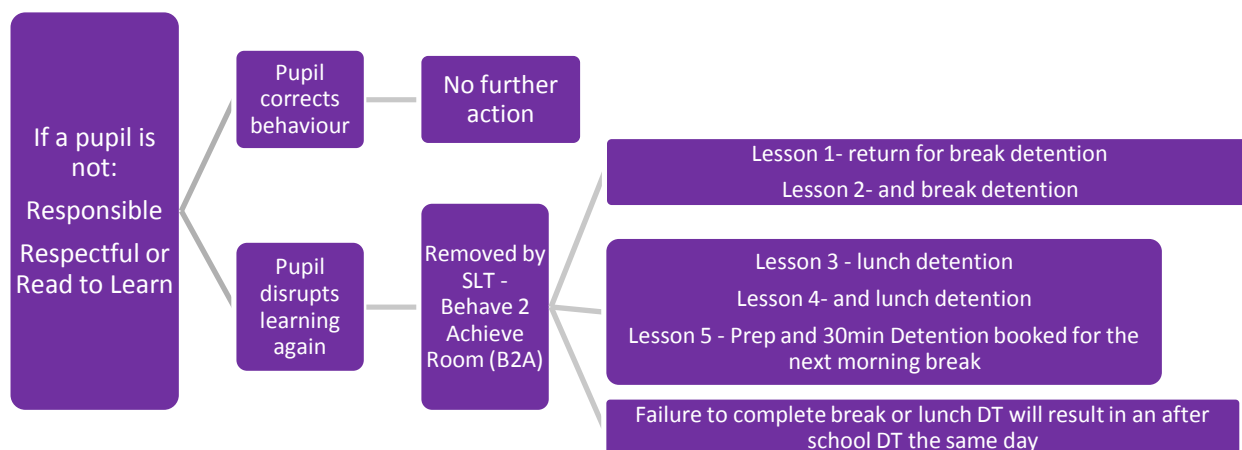 If a pupil is
not:
Responsible
Respectful or
Read to Learn
Pupil
corrects
behaviour
No further
action
Pupil
disrupts
learning
again
Removed by
SLT -
Behave 2
Achieve
Room (B2A)
Lesson 1- return for break detention
Lesson 2- and break detention
Lesson 3 - lunch detention
Lesson 4- and lunch detention
Lesson 5 - Prep and 30min Detention booked for the
next morning break
Failure to complete break or lunch DT will result in an after
school DT the same day